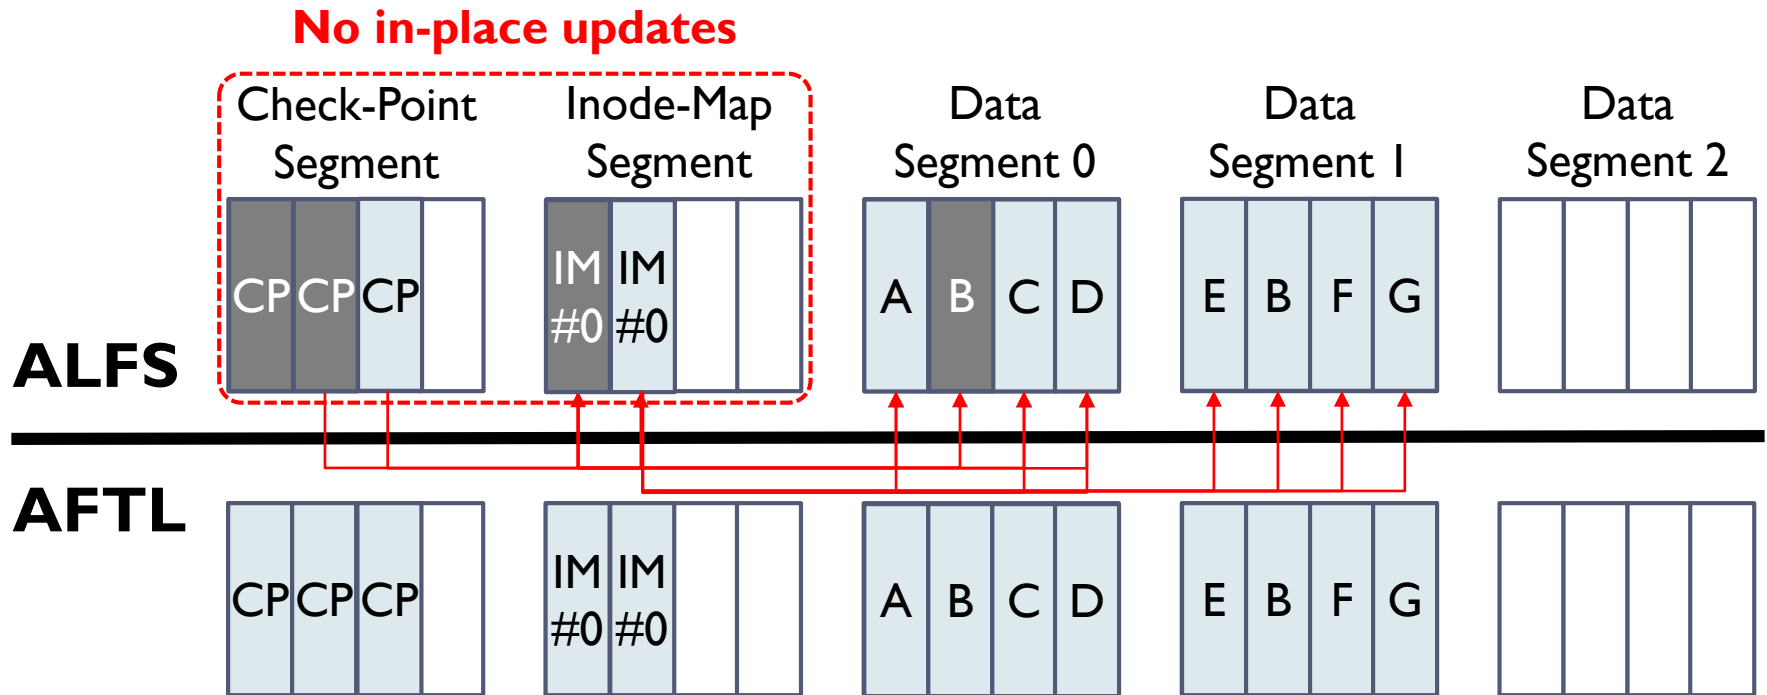 No in-place updates
Check-Point Segment
Inode-Map Segment
Data Segment 0
Data Segment 1
Data Segment 2
ALFS
CP CP CP
IM #0 IM #0
A B C D
E B F G
AFTL
CP CP CP
IM #0 IM #0
A B C D
E B F G